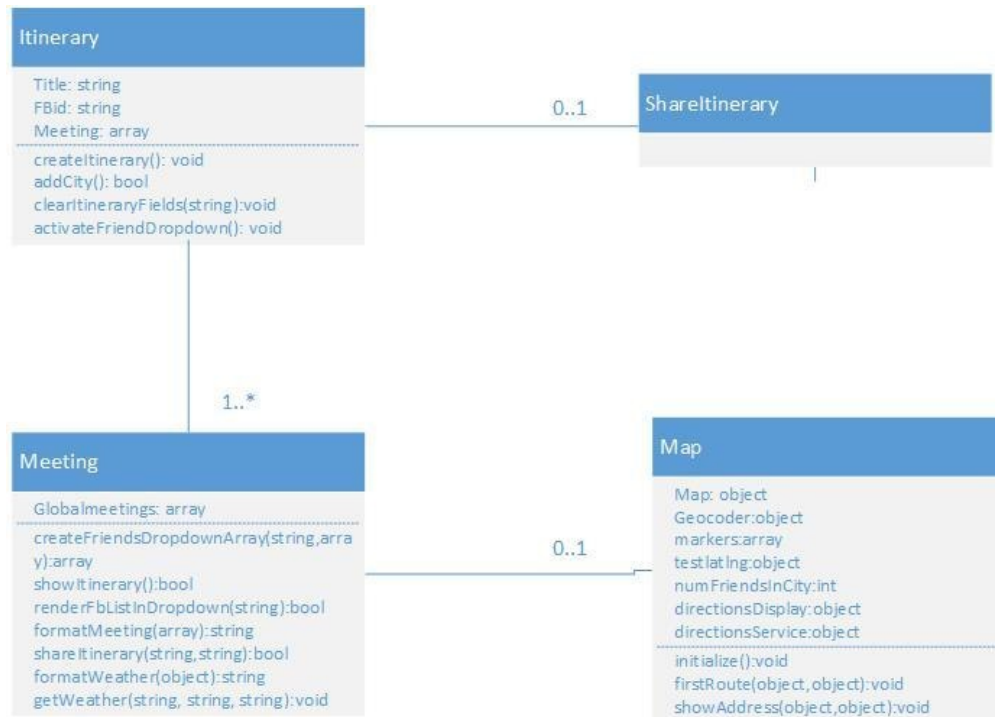 Itinerary
Title: string
FBid: string
Meeting: array
createItinerary(): void
addCity(): bool
clearItineraryFields(string):void
activateFriendDropdown(): void
0..1
ShareItinerary
1..*
Meeting
Globalmeetings: array
createFriendsDropdownArray(string,arra
y):array
showItinerary():bool
renderFbListInDropdown(string):bool
formatMeeting(array):string
shareItinerary(string,string):bool
formatWeather(object):string
getWeather(string, string, string):void
0..1
Map
Map: object
Geocoder:object
markers:array
testlatlng:object
numFriendsInCity:int
directionsDisplay:object
directionsService:object
initialize():void
firstRoute(object,object):void
showAddress(object,object):void